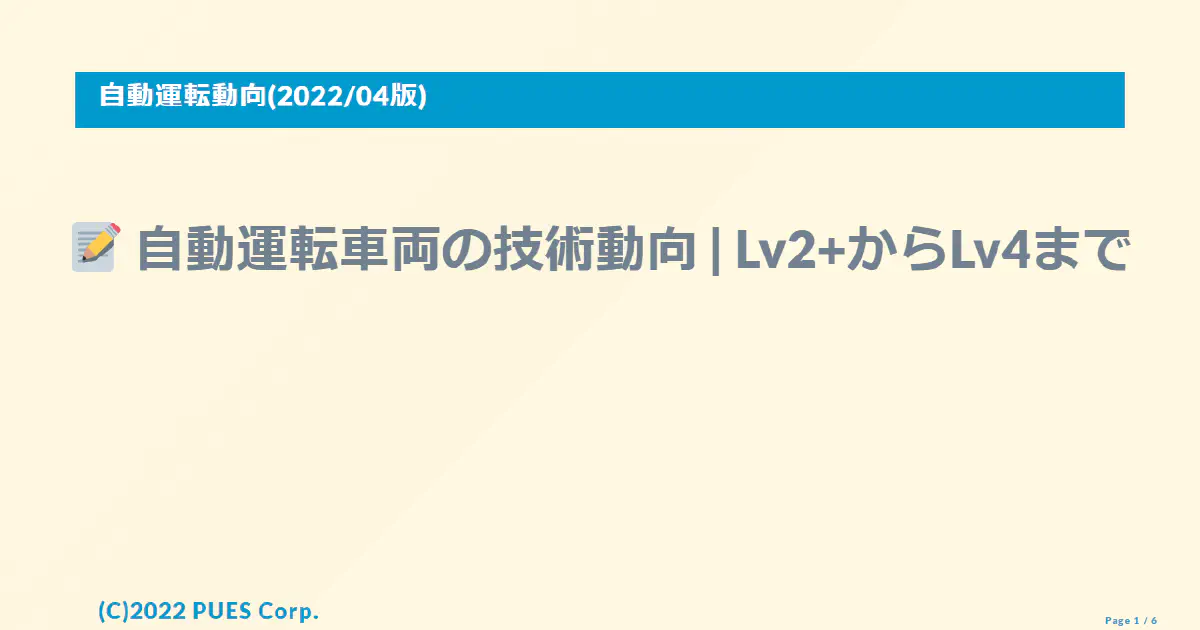 自動運転動向(2022/04版)
📝 自動運転車両の技術動向 | Lv2+からLv4まで
(C)2022 PUES Corp.
Page 1 / 6